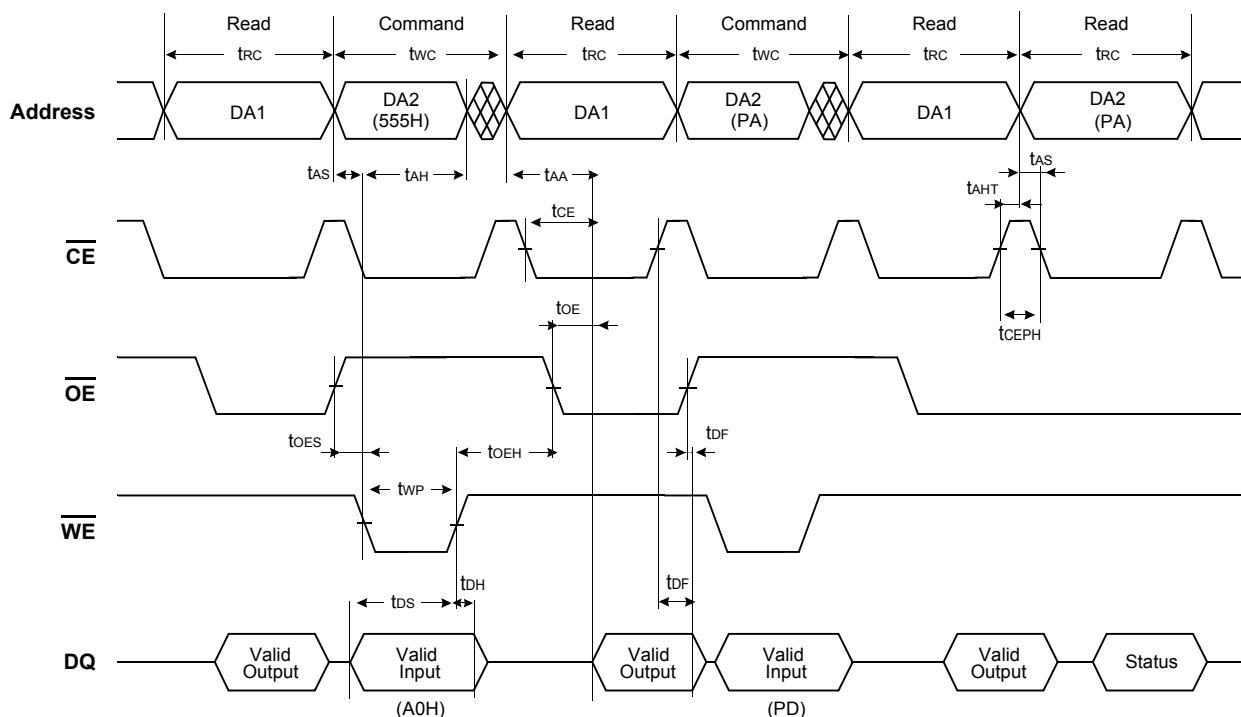 Read Command Read Command Read Read
tRC tWC tRC tWC tRC tRC
Address DA1 DA2 DA1 DA2 DA1 DA2
(555H) (PA) (PA)
tAS tAH tAA tAS
tAHT
tCE
CE
tOE
tCEPH
OE
tOES tOEH tDF
tWP
WE
tDH tDF
tDS
DQ Valid Valid Valid Valid Valid Status
Output Input Output Input Output
(A0H) (PD)